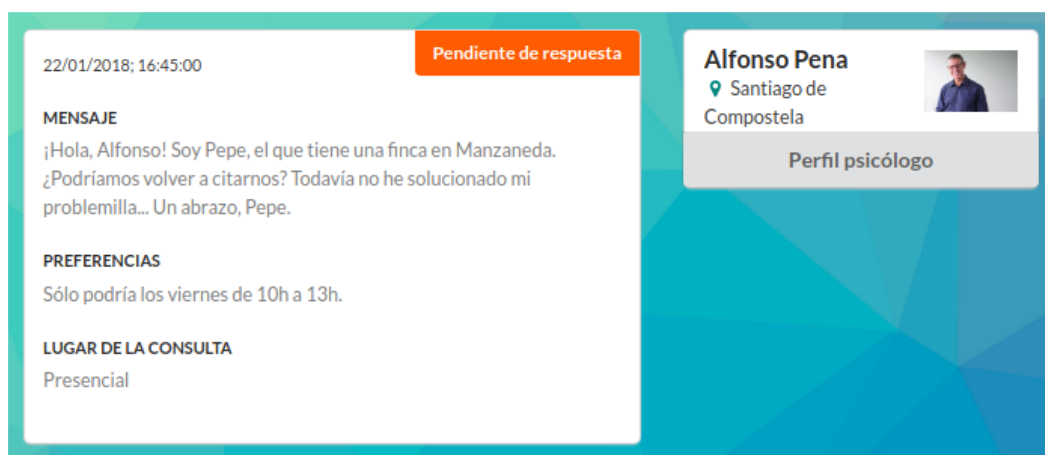 22/01/2018; 16:45:00
Pendiente de respuesta
MENSAJE
¡Hola, Alfonso! Soy Pepe, el que tiene una finca en Manzaneda.
¿Podríamos volver a citarnos? Todavía no he solucionado mi
problemilla... Un abrazo, Pepe.
PREFERENCIAS
Sólo podría los viernes de 10h a 13h.
LUGAR DE LA CONSULTA
Presencial
Alfonso Pena
Santiago de
Compostela
Perfil psicólogo